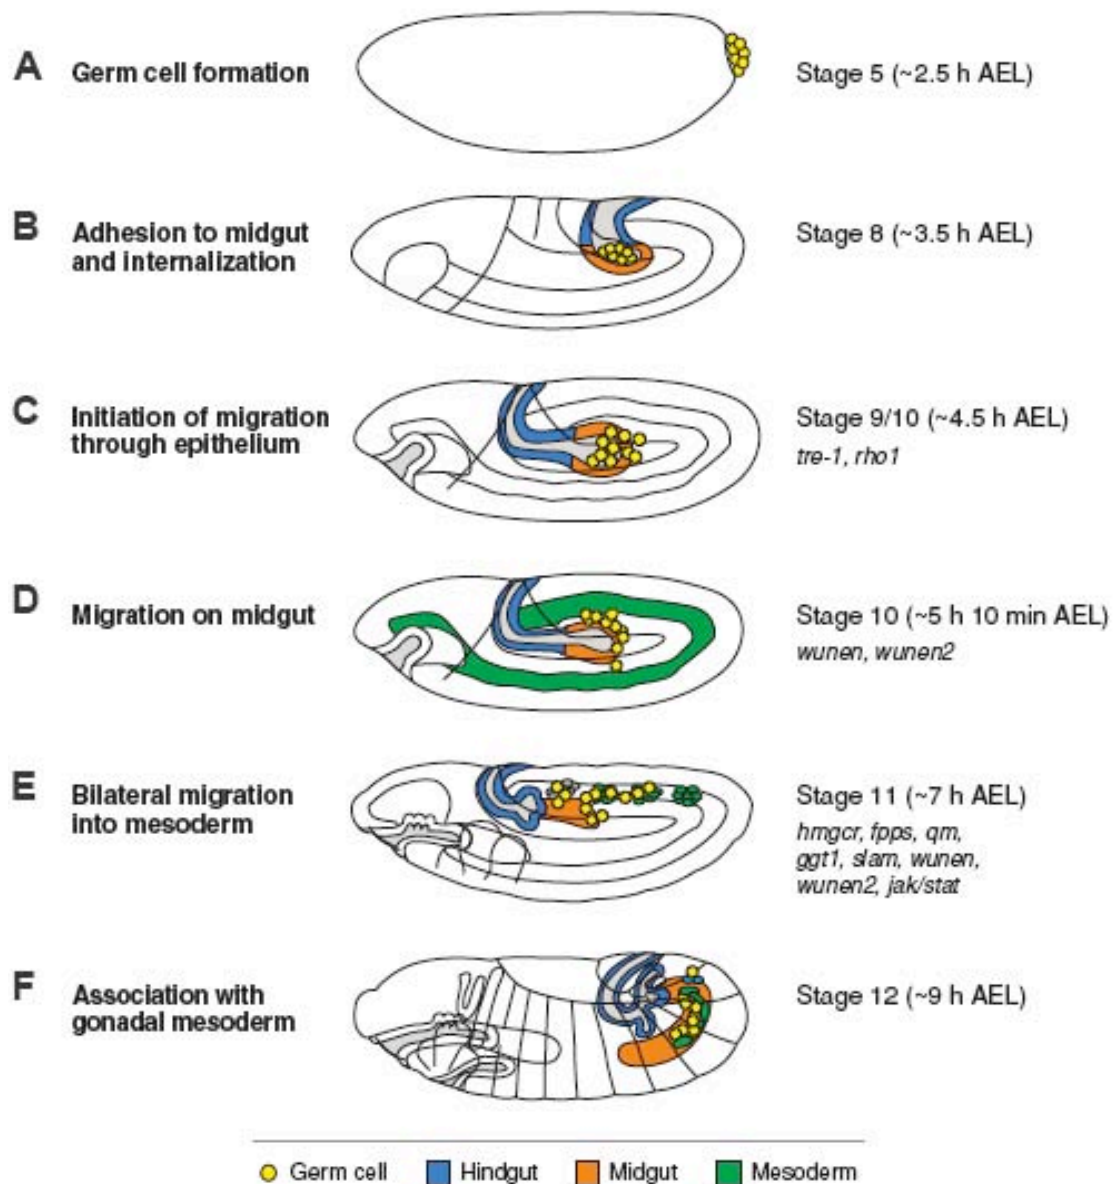 A Germ cell formation Stage 5 (~2.5 h AEL)
B Adhesion to midgut Stage 8 (~3.5 h AEL)
and internalization
C Initiation of migration Stage 9/10 (~4.5 h AEL)
through epithelium tre-1, rho1
D Migration on midgut Stage 10 (~5 h 10 min AEL)
wunen, wunen2
E Bilateral migration Stage 11 (~7 h AEL)
into mesoderm hmgcr, fpps, qm,
ggt1, slam, wunen,
wunen2, jak/stat
F Association with Stage 12 (~9 h AEL)
gonadal mesoderm
Germ cell Hindgut Midgut Mesoderm